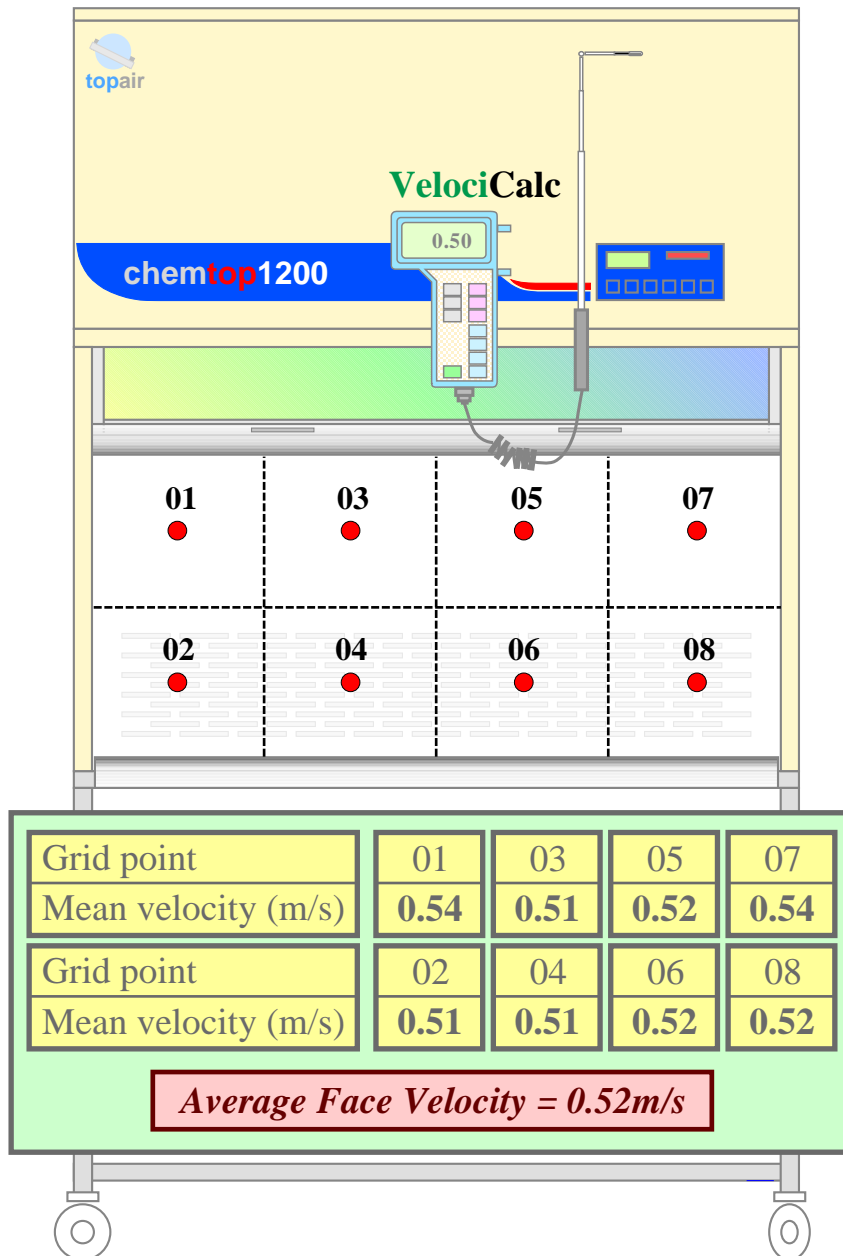 topair
VelociCalc
0.50
chemtop1200
01 03 05 07
02 04 06 08
Grid point 01 03 05 07
Mean velocity (m/s) 0.54 0.51 0.52 0.54
Grid point 02 04 06 08
Mean velocity (m/s) 0.51 0.51 0.52 0.52
Average Face Velocity = 0.52m/s